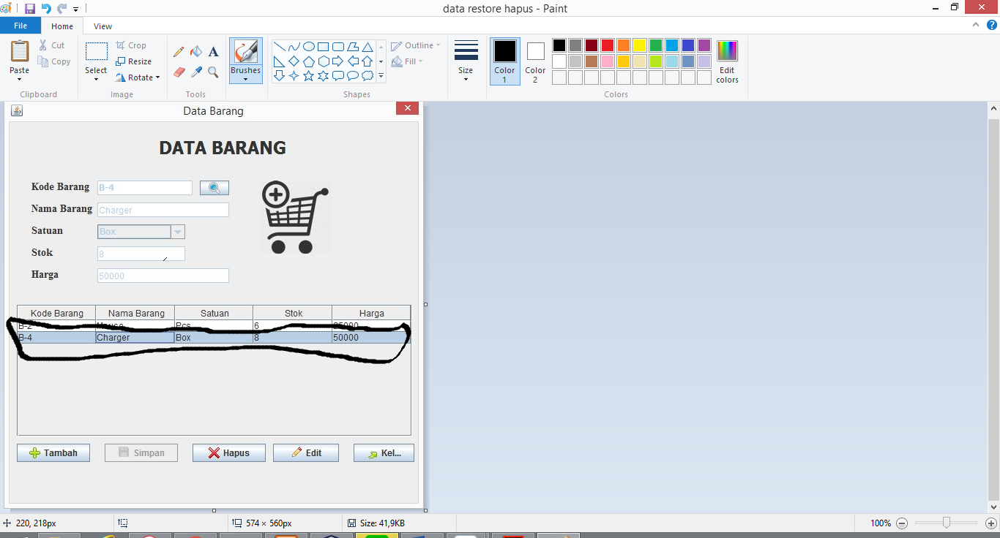 data restore hapus - Paint
File Home View
Paste
Cut
Copy
Clipboard
Select
Crop
Resize
Rotate
Image
A
Tools
Brushes
Outline
Fill
Shapes
Size
Color 1
Color 2
Edit colors
Colors
Data Barang
DATA BARANG
Kode Barang B-4
Nama Barang Charger
Satuan Box
Stok 8
Harga 50000
Kode Barang Nama Barang Satuan Stok Harga
B-2 Pcs 6
B-4 Charger Box 8 50000
Tambah Simpan Hapus Edit Kel...
220, 218px 574 × 560px Size: 41,9KB 100%